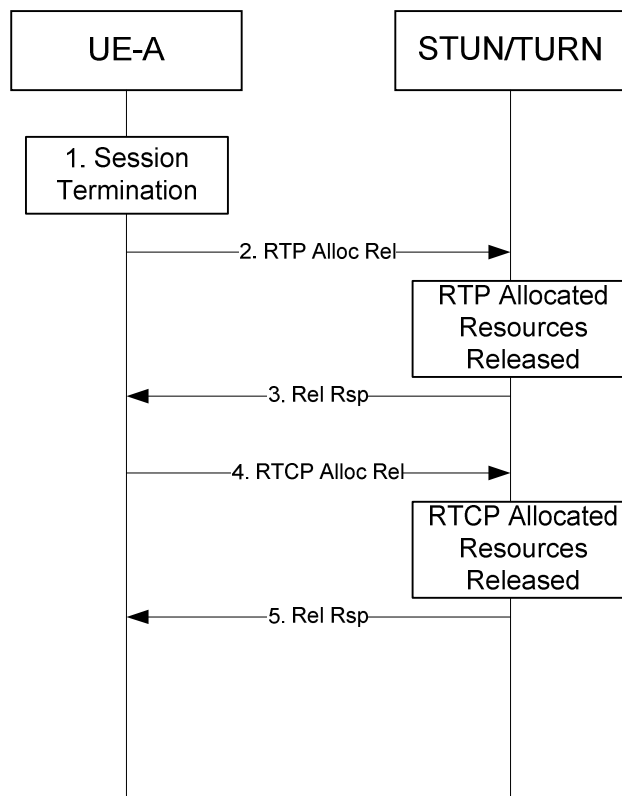 UE-A
STUN/TURN
1. Session
Termination
2. RTP Alloc Rel
RTP Allocated
Resources
Released
3. Rel Rsp
4. RTCP Alloc Rel
RTCP Allocated
Resources
Released
5. Rel Rsp